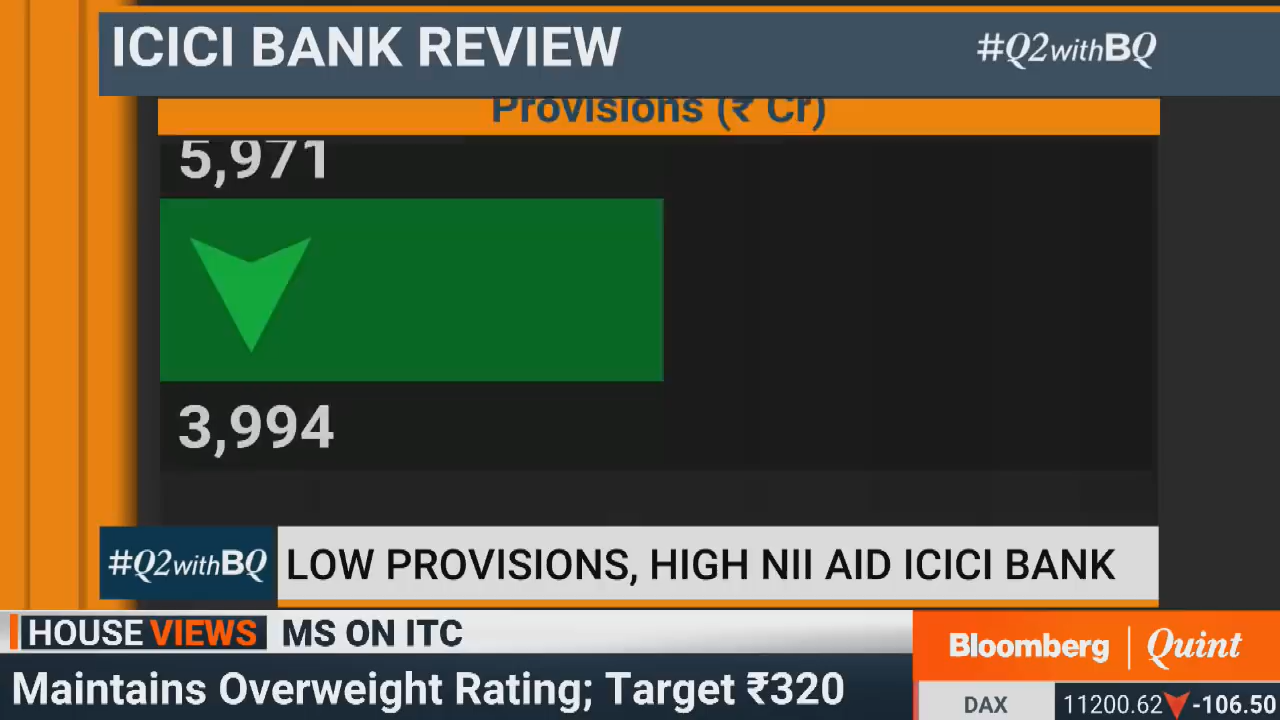 ICICI BANK REVIEW
#Q2withBQ
Provisions (₹ Cr)
5,971
3,994
#Q2withBQ
LOW PROVISIONS, HIGH NII AID ICICI BANK
HOUSE VIEWS
MS ON ITC
Maintains Overweight Rating; Target ₹320
Bloomberg | Quint
DAX
11200.62 -106.50